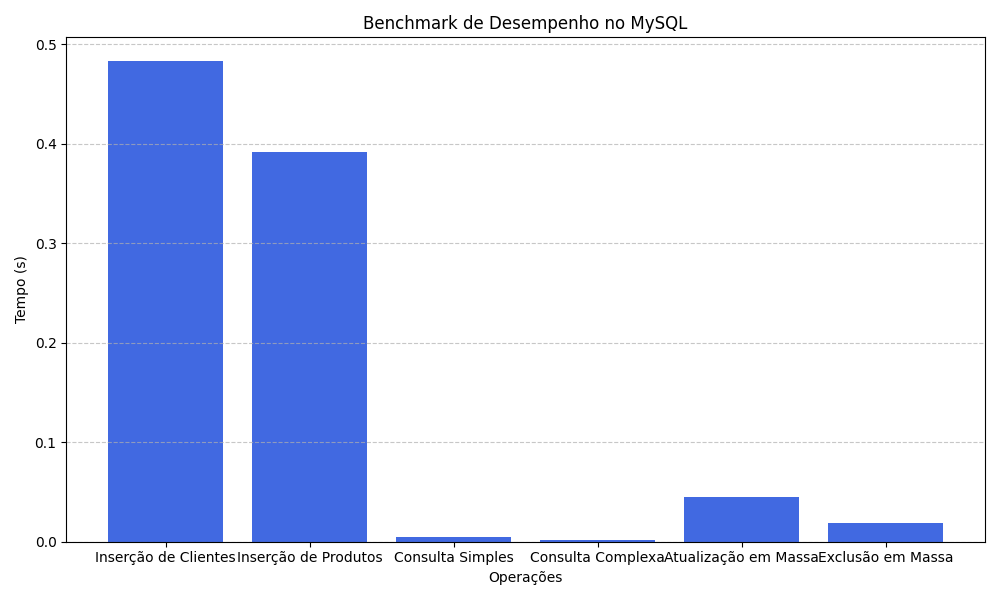 Benchmark de Desempenho no MySQL
Tempo (s)
0.5
0.4
0.3
0.2
0.1
0.0
Inserção de Clientes
Inserção de Produtos
Consulta Simples
Consulta Complexa
Atualização em Massa
Exclusão em Massa
Operações